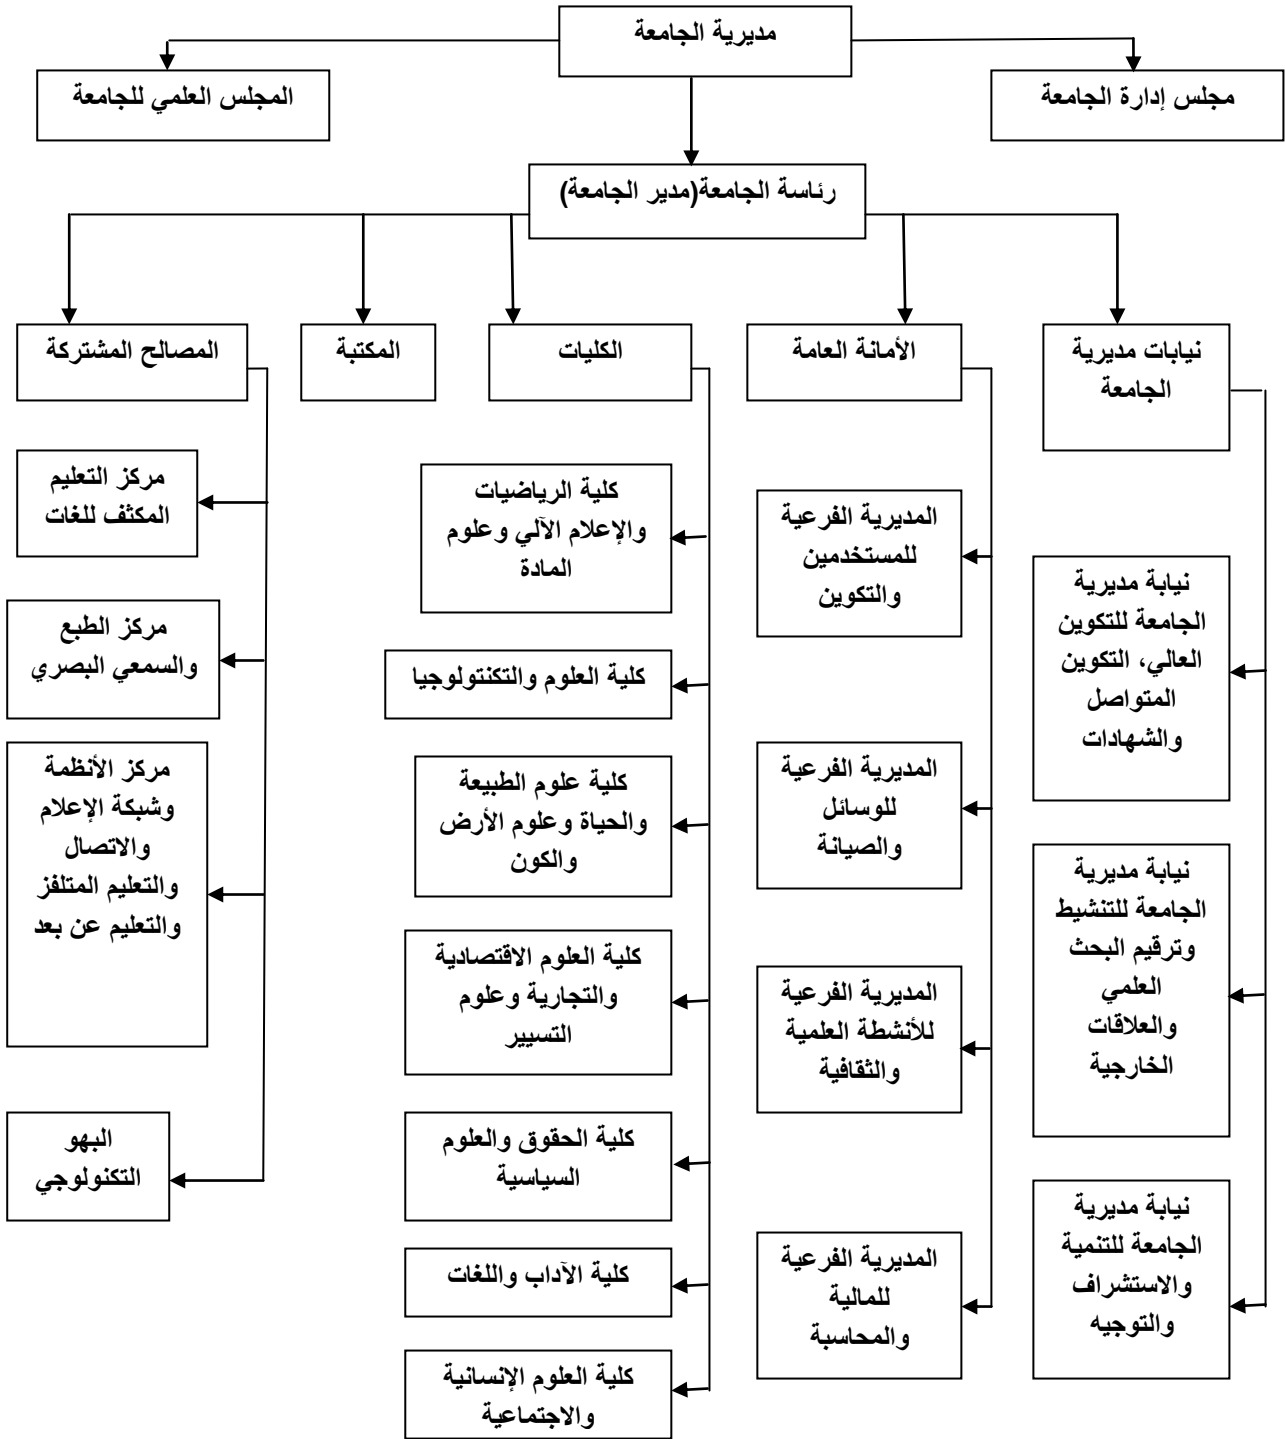 مديرية الجامعة
مجلس إدارة الجامعة
المجلس العلمي للجامعة
رئاسة الجامعة(مدير الجامعة)
نيابات مديرية
الجامعة
الأمانة العامة
الكليات
المكتبة
المصالح المشتركة
نيابة مديرية
الجامعة للتكوين
العالي، التكوين
المتواصل
والشهادات
نيابة مديرية
الجامعة للتنشيط
وترقيم البحث
العلمي
والعلاقات
الخارجية
نيابة مديرية
الجامعة للتنمية
والاستشراف
والتوجيه
المديرية الفرعية
للمستخدمين
والتكوين
المديرية الفرعية
للوسائل
والصيانة
المديرية الفرعية
للأنشطة العلمية
والثقافية
المديرية الفرعية
للمالية
والمحاسبة
كلية الرياضيات
والإعلام الآلي وعلوم
المادة
كلية العلوم والتكنتولوجيا
كلية علوم الطبيعة
والحياة وعلوم الأرض
والكون
كلية العلوم الاقتصادية
والتجارية وعلوم
التسيير
كلية الحقوق والعلوم
السياسية
كلية الآداب واللغات
كلية العلوم الإنسانية
والاجتماعية
مركز التعليم
المكثف للغات
مركز الطبع
والسمعي البصري
مركز الأنظمة
وشبكة الإعلام
والاتصال
والتعليم المتلفز
والتعليم عن بعد
البهو
التكنولوجي